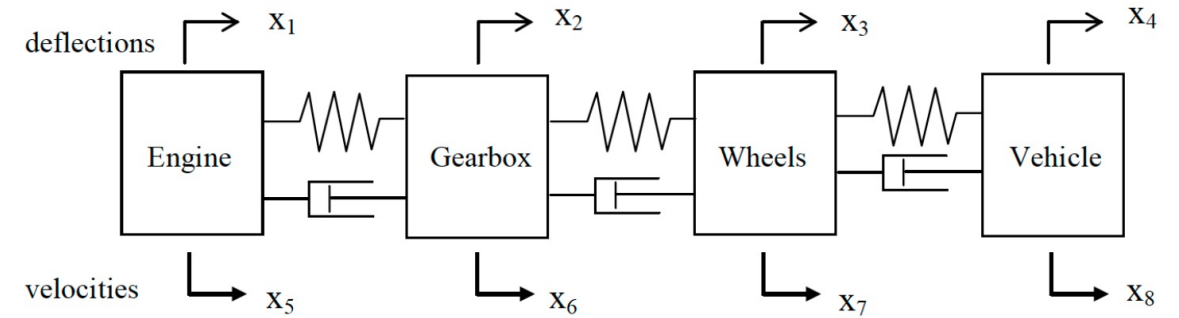 deflections x₁ x₂ x₃ x₄
Engine Gearbox Wheels Vehicle
velocities x₅ x₆ x₇ x₈